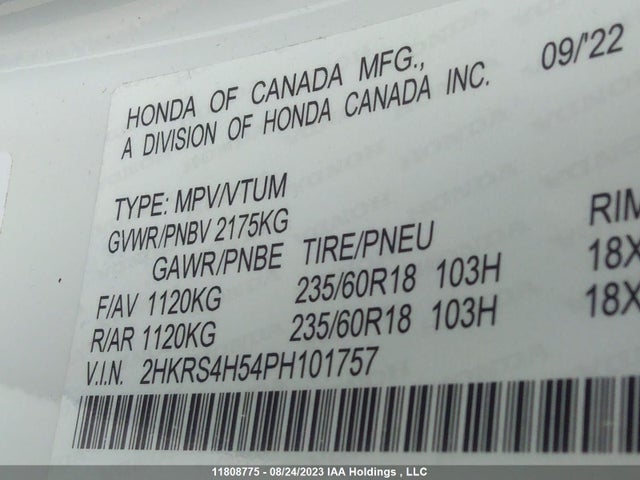 09/'22
HONDA OF CANADA MFG.,
A DIVISION OF HONDA CANADA INC.
TYPE: MPV/VTUM
GVWR/PNBV 2175KG
GAWR/PNBE TIRE/PNEU RIM
F/AV 1120KG 235/60R18 103H 18X
R/AR 1120KG 235/60R18 103H 18X
V.I.N. 2HKRS4H54PH101757
11808775 - 08/24/2023 IAA Holdings , LLC